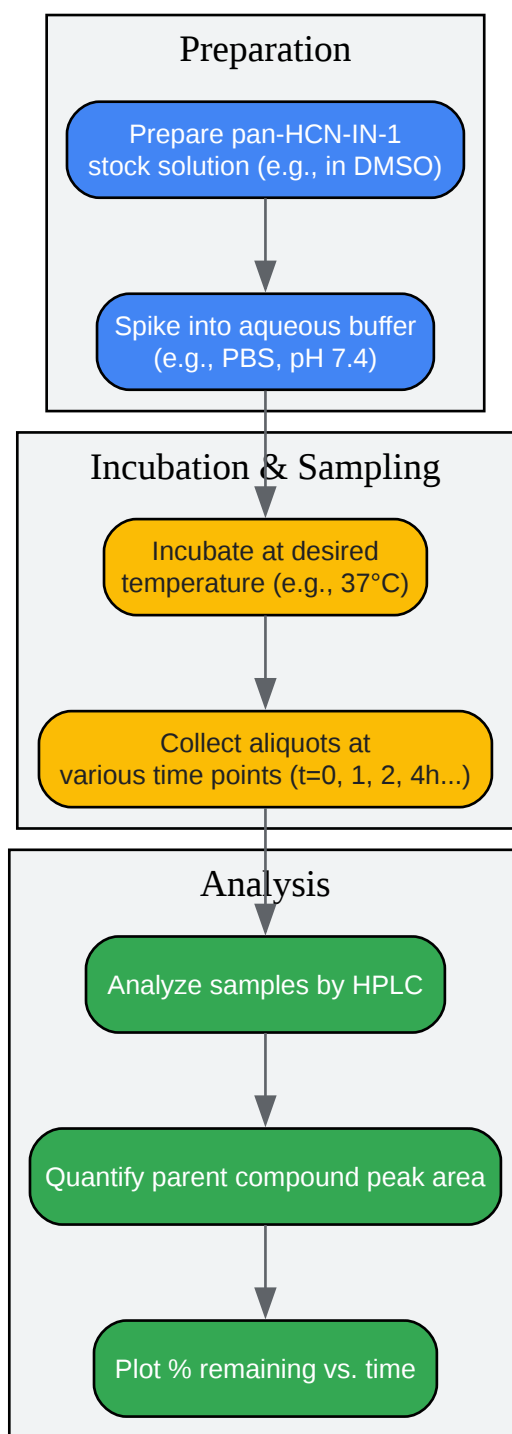 Preparation
Prepare pan-HCN-IN-1
stock solution (e.g., in DMSO)
Spike into aqueous buffer
(e.g., PBS, pH 7.4)
Incubation & Sampling
Incubate at desired
temperature (e.g., 37°C)
Collect aliquots at
various time points (t=0, 1, 2, 4h...)
Analysis
Analyze samples by HPLC
Quantify parent compound peak area
Plot % remaining vs. time